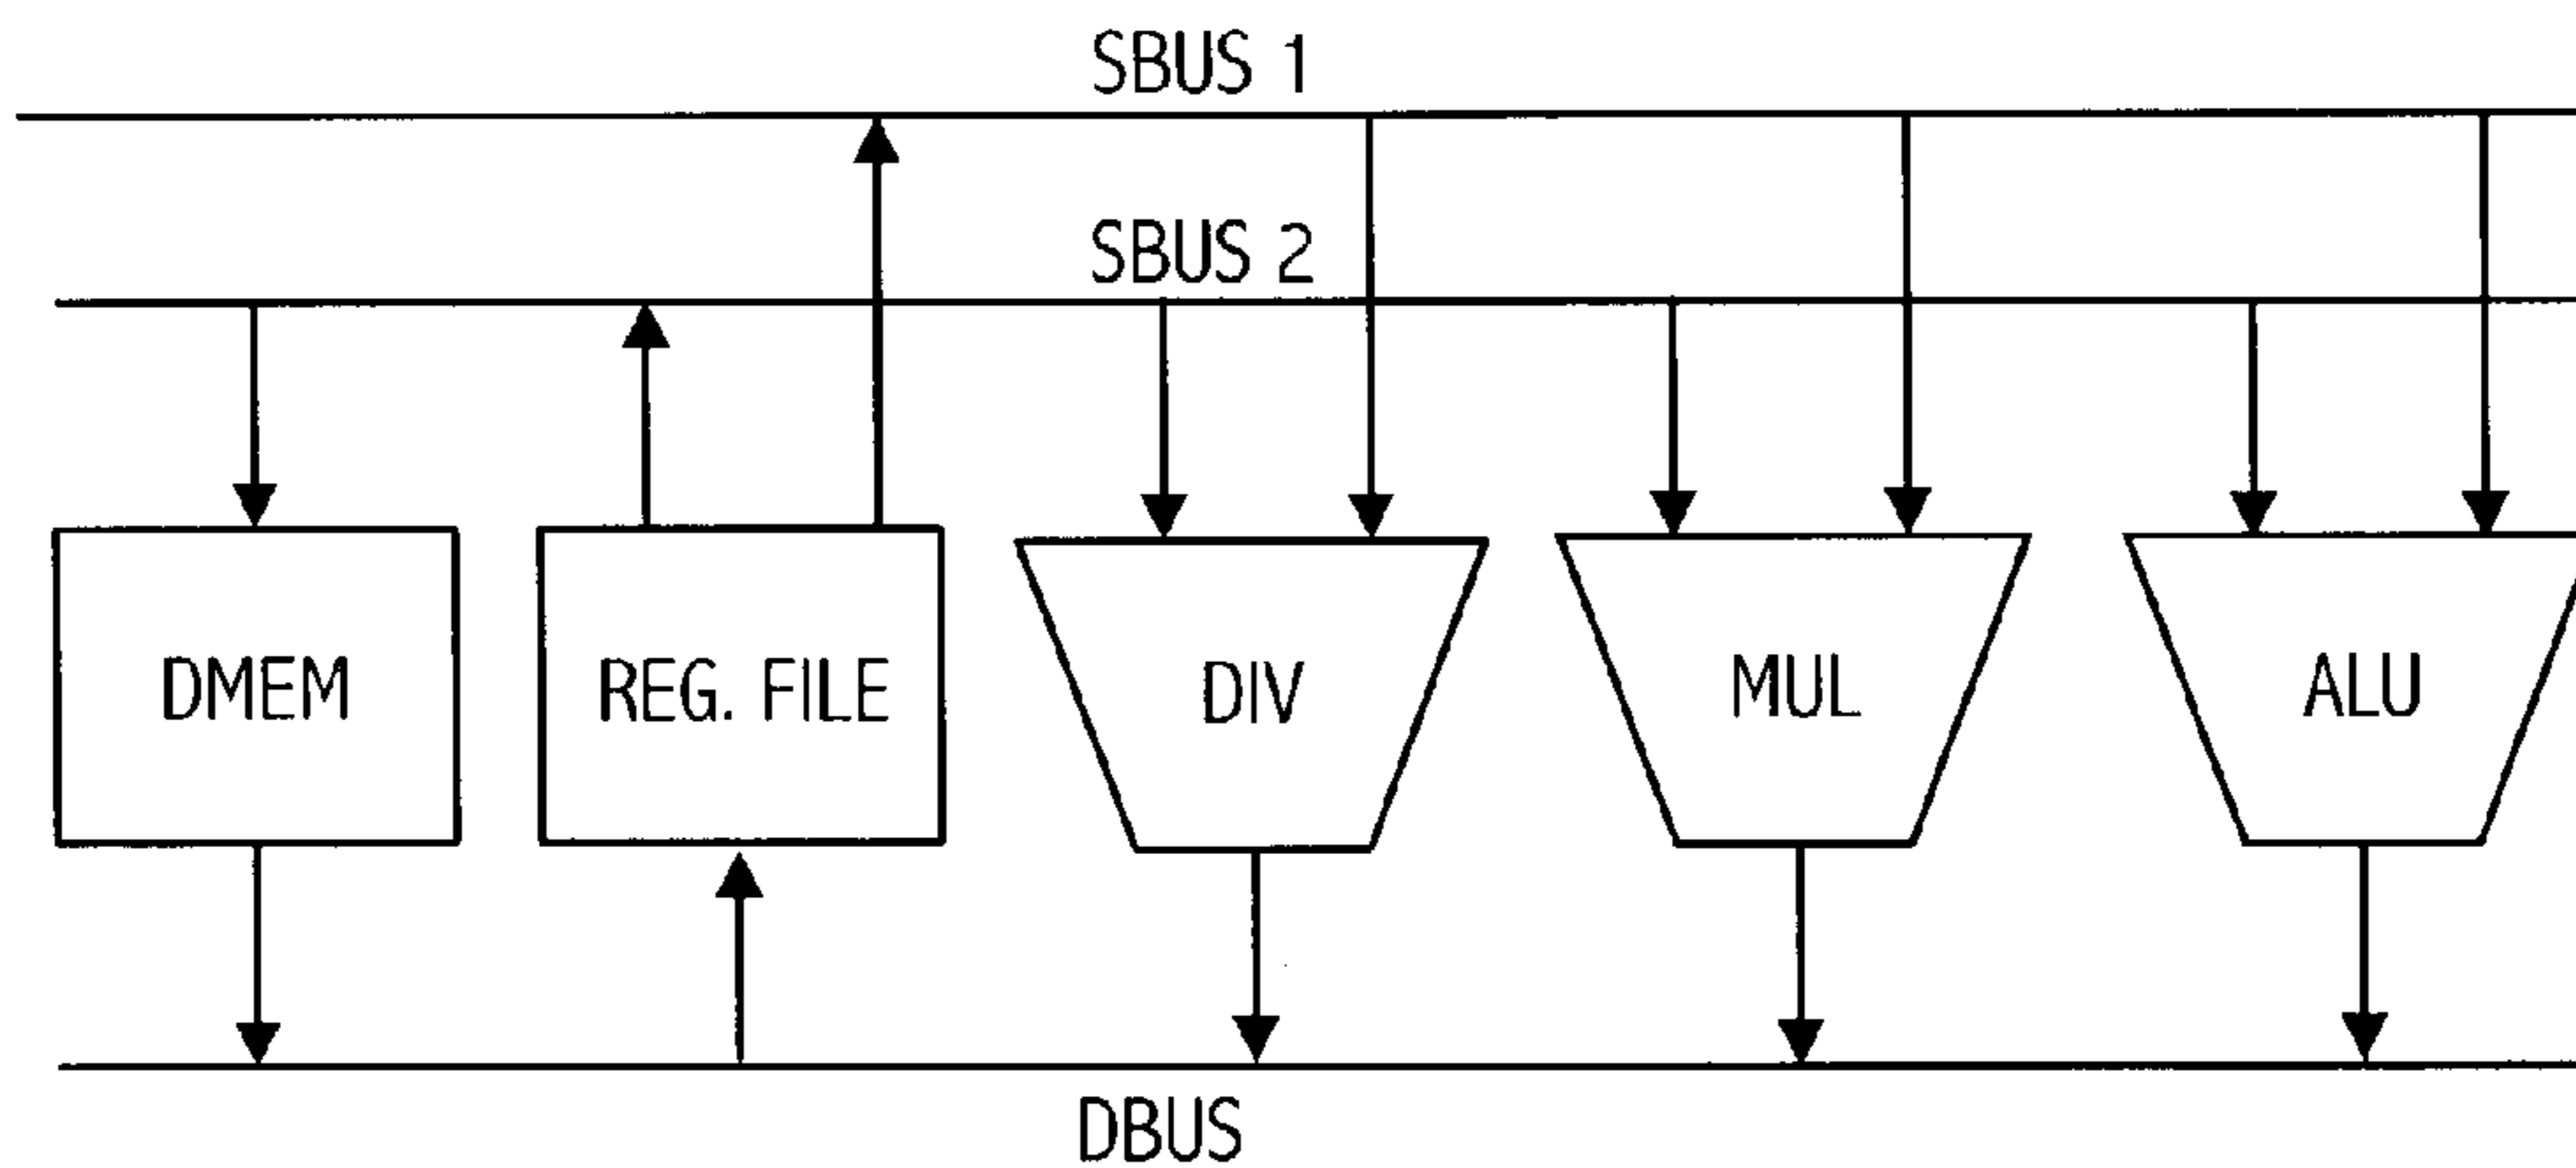 SBUS 1
SBUS 2
DMEM
REG. FILE
DIV
MUL
ALU
DBUS